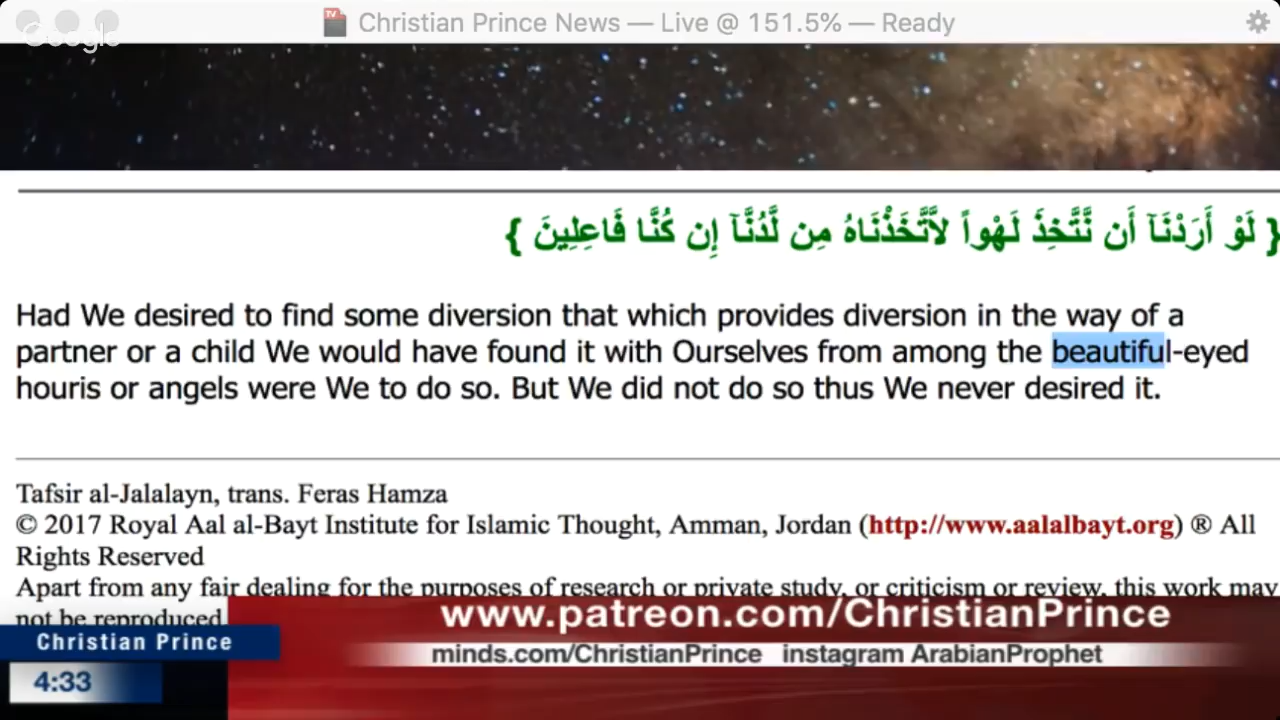 Christian Prince News — Live @ 151.5% — Ready
Google
{ لَوْ أَرَدْنَآ أَن نَّتَّخِذَ لَهْواً لاَّتَّخَذْنَاهُ مِن لَّدُنَّآ إِن كُنَّا فَاعِلِينَ }
Had We desired to find some diversion that which provides diversion in the way of a
partner or a child We would have found it with Ourselves from among the beautiful-eyed
houris or angels were We to do so. But We did not do so thus We never desired it.
Tafsir al-Jalalayn, trans. Feras Hamza
© 2017 Royal Aal al-Bayt Institute for Islamic Thought, Amman, Jordan (http://www.aalalbayt.org) ® All
Rights Reserved
Apart from any fair dealing for the purposes of research or private study, or criticism or review, this work may
not be reproduced
www.patreon.com/ChristianPrince
Christian Prince
minds.com/ChristianPrince instagram ArabianProphet
4:33